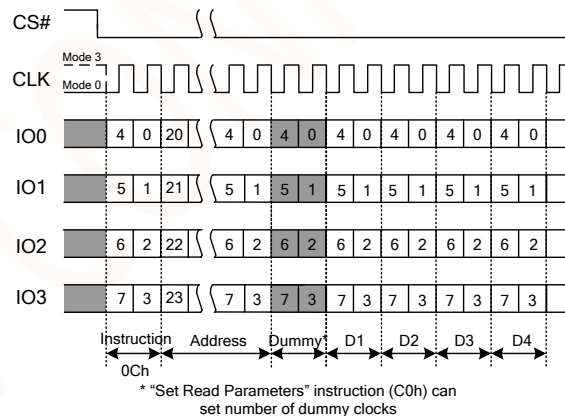 CS#
Mode 3
CLK
Mode 0
IO0 4 0 20 4 0 4 0 4 0 4 0 4 0 4 0
IO1 5 1 21 5 1 5 1 5 1 5 1 5 1 5 1
IO2 6 2 22 6 2 6 2 6 2 6 2 6 2 6 2
IO3 7 3 23 7 3 7 3 7 3 7 3 7 3 7 3
Instruction Address Dummy* D1 D2 D3 D4
0Ch
* “Set Read Parameters” instruction (C0h) can
set number of dummy clocks